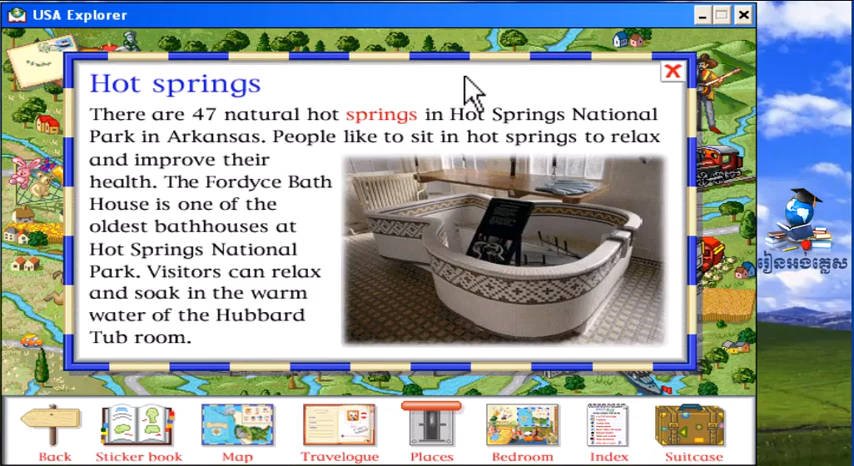 USA Explorer
Hot springs
There are 47 natural hot springs in Hot Springs National
Park in Arkansas. People like to sit in hot springs to relax
and improve their
health. The Fordyce Bath
House is one of the
oldest bathhouses at
Hot Springs National
Park. Visitors can relax
and soak in the warm
water of the Hubbard
Tub room.
រៀនអង់គ្លេស
Back
Sticker book
Map
Travelogue
Places
Bedroom
Index
Suitcase